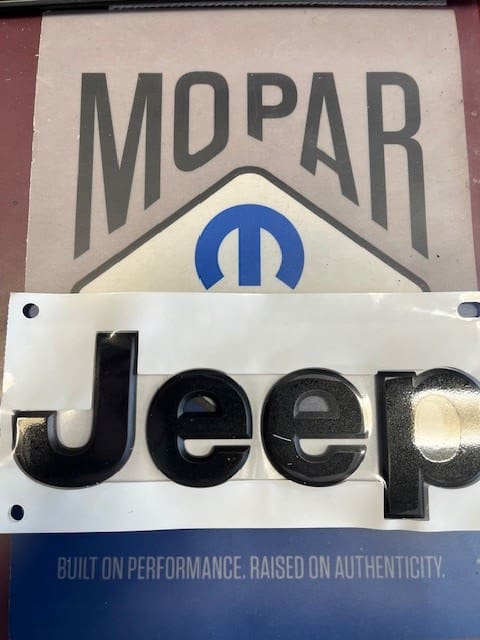 MOPAR
Jeep
BUILT ON PERFORMANCE. RAISED ON AUTHENTICITY.